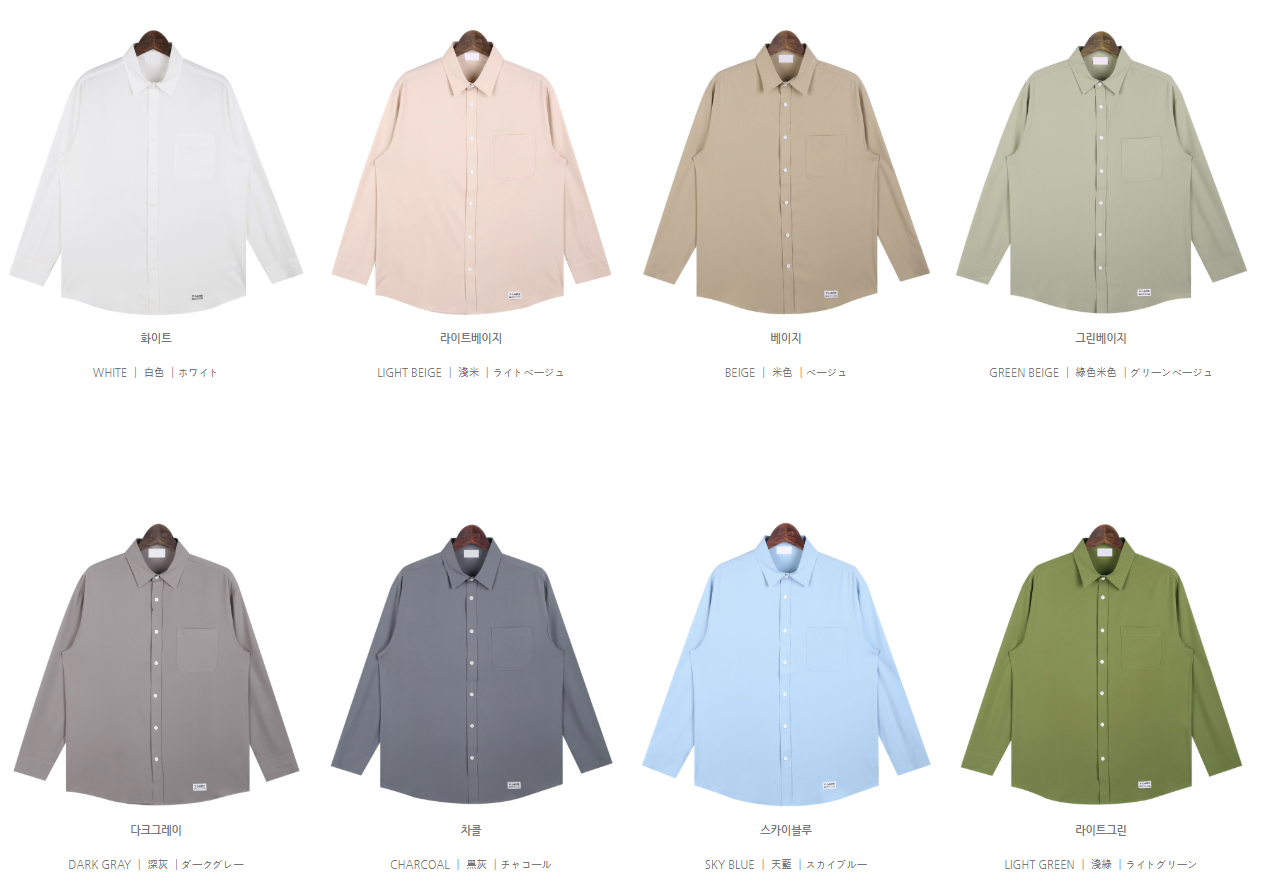 화이트
WHITE | 白色 | ホワイト
라이트베이지
LIGHT BEIGE | 淺米 | ライトベージュ
베이지
BEIGE | 米色 | ベージュ
그린베이지
GREEN BEIGE | 綠色米色 | グリーンベージュ
다크그레이
DARK GRAY | 深灰 | ダークグレー
차콜
CHARCOAL | 黑灰 | チャコール
스카이블루
SKY BLUE | 天藍 | スカイブルー
라이트그린
LIGHT GREEN | 淺綠 | ライトグリーン